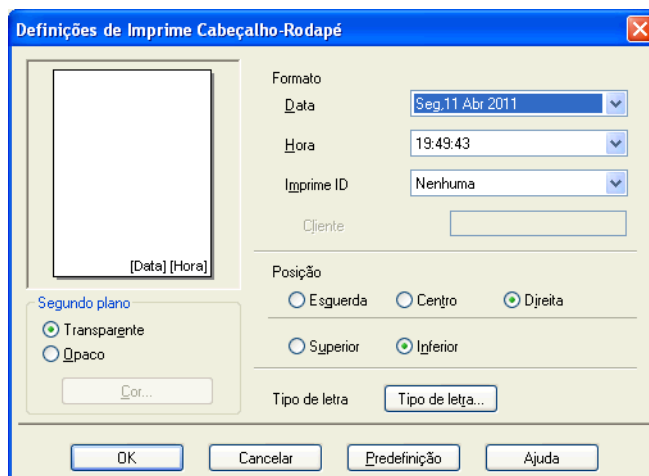 Definições de Imprime Cabeçalho-Rodapé
[Data] [Hora]
Segundo plano
Transparente
Opaco
Cor...
Formato
Data
Seg,11 Abr 2011
Hora
19:49:43
Imprime ID
Nenhuma
Cliente
Posição
Esguerda
Centro
Direita
Superior
Inferior
Tipo de letra
Tipo de letra...
OK
Cancelar
Predefinição
Ajuda